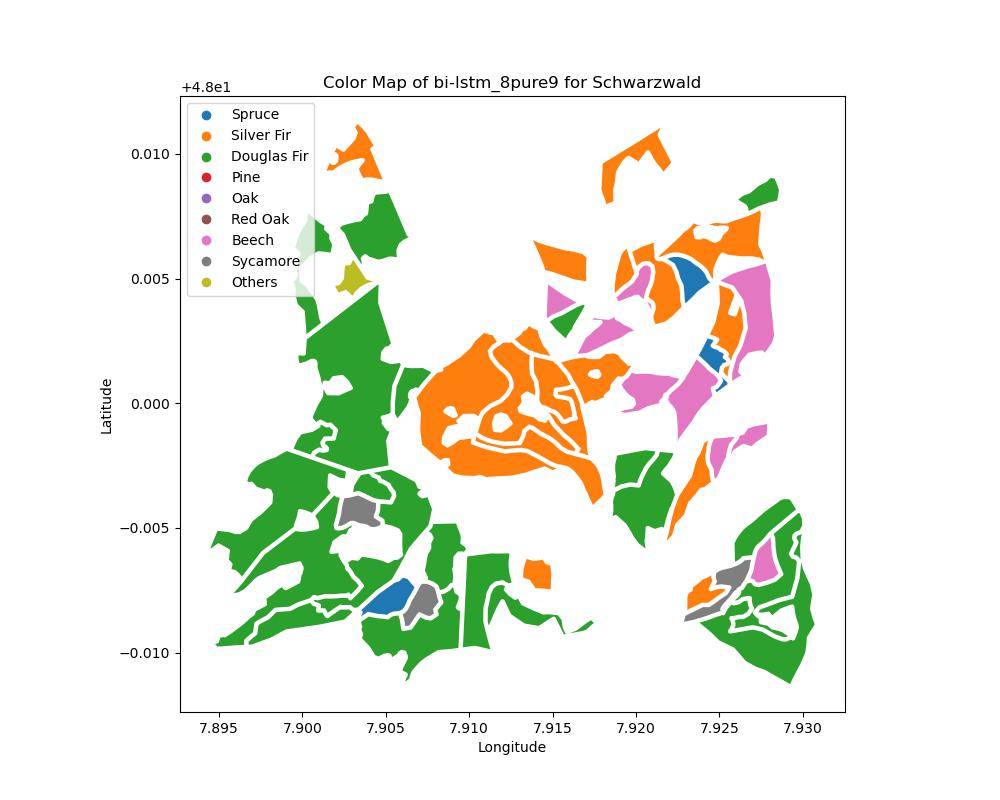 Color Map of bi-lstm_8pure9 for Schwarzwald
+4.8e1
Spruce
Silver Fir
Douglas Fir
Pine
Oak
Red Oak
Beech
Sycamore
Others
0.010
0.005
0.000
−0.005
−0.010
Latitude
7.895 7.900 7.905 7.910 7.915 7.920 7.925 7.930
Longitude